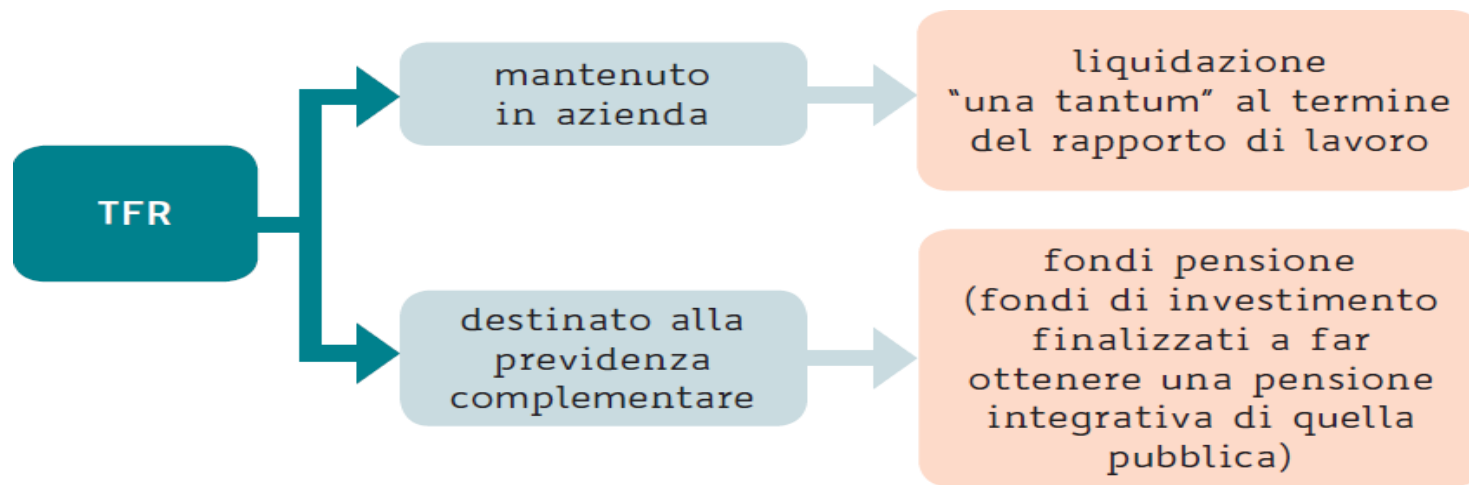 TFR
mantenuto
in azienda
liquidazione
“una tantum” al termine
del rapporto di lavoro
destinato alla
previdenza
complementare
fondi pensione
(fondi di investimento
finalizzati a far
ottenere una pensione
integrativa di quella
pubblica)